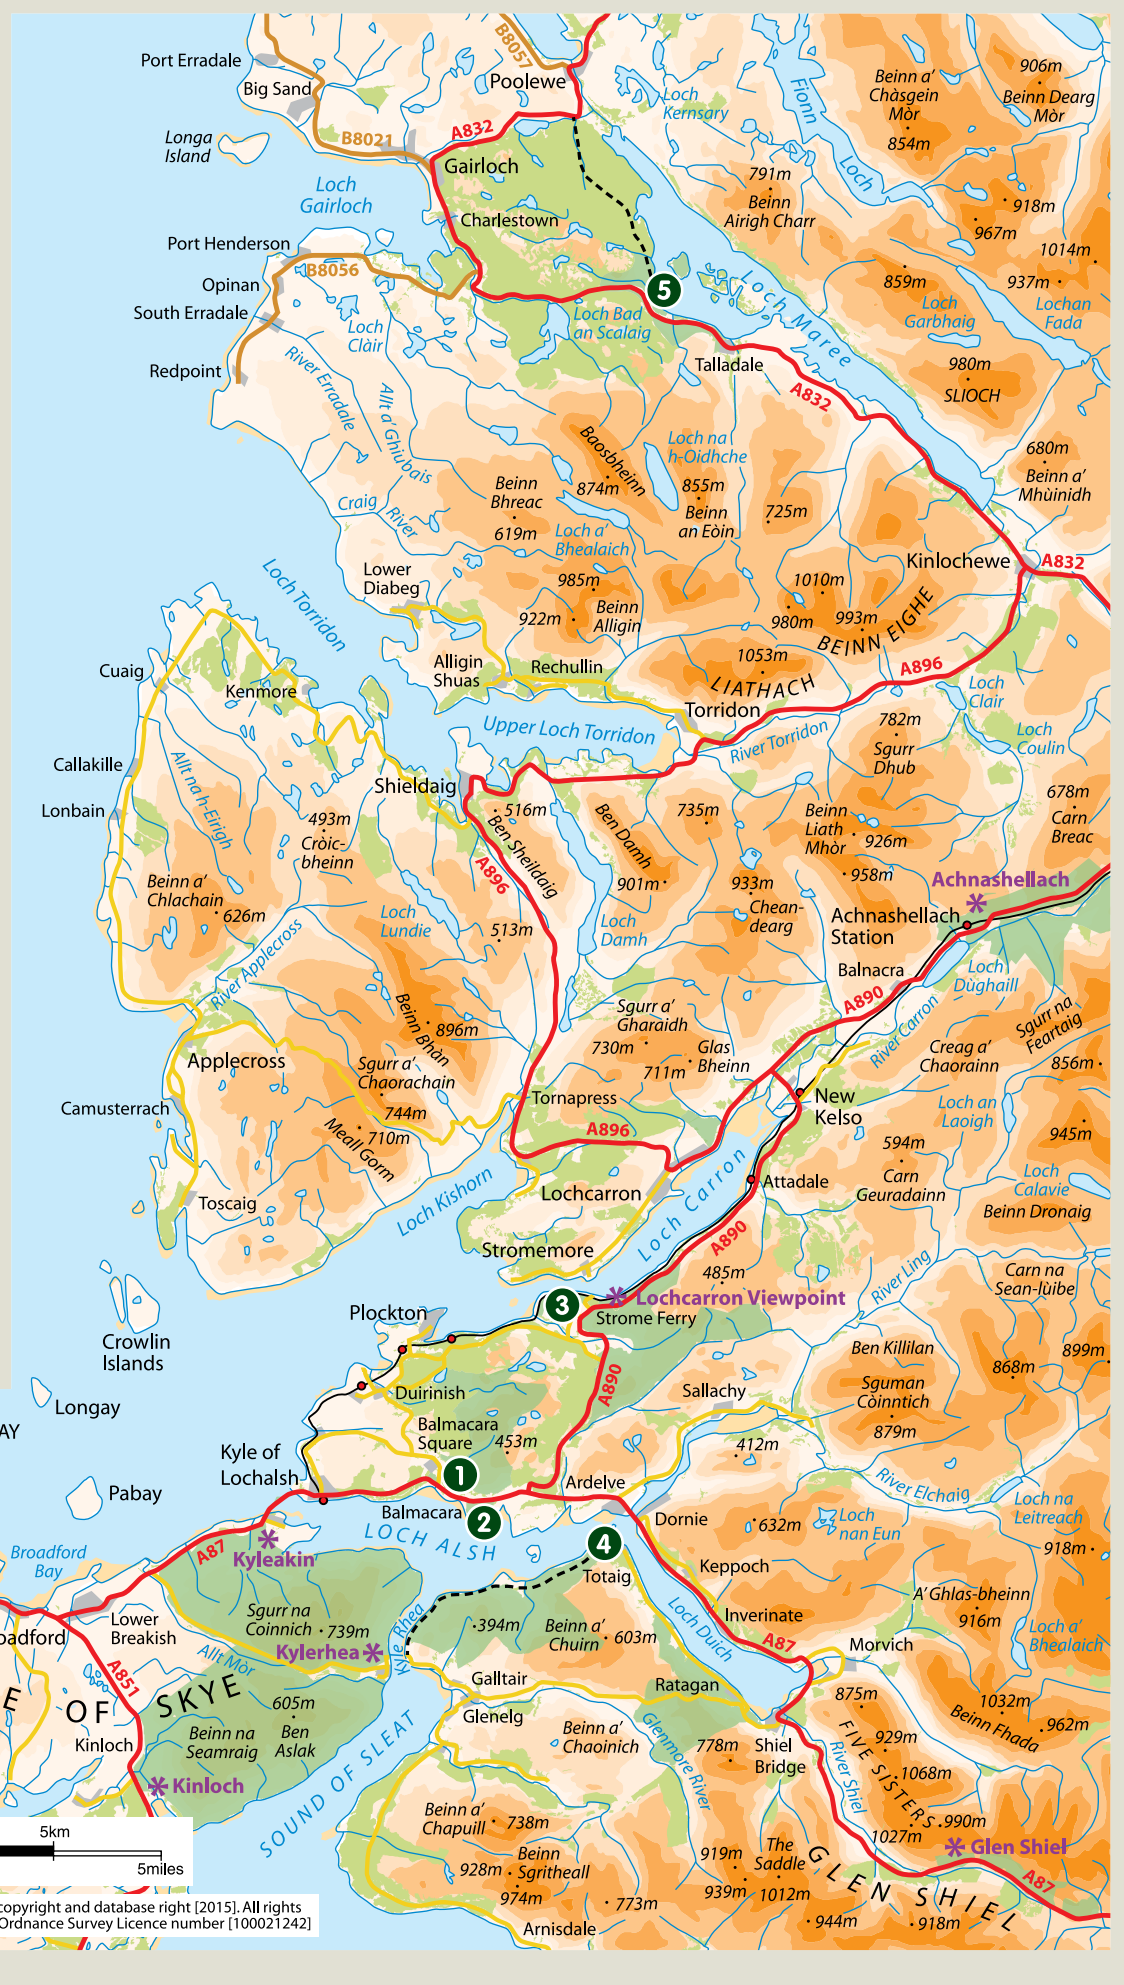 Port Erradale
Big Sand
B8057
Poolewe
Loch
Kernsary
Fionn
Loch
Beinn a'
Chàsgein
Mòr
854m
906m
Beinn Dearg
Mòr
Longa
Island
B8021
A832
Gairloch
Loch
Gairloch
791m
Beinn
Airigh Charr
918m
967m
1014m
Charlestown
Port Henderson
B8056
Opinan
South Erradale
Redpoint
5
859m
937m
Loch
Garbhaig
Lochan
Fada
Loch Maree
Loch Bad
an Scalaig
Loch
Clàir
River Erradale
Allt a' Ghiubais
Talladale
A832
980m
SLIOCH
Baosbheinn
874m
Loch na
h-Oidhche
680m
Beinn a'
Mhùinidh
Beinn
Bhreac
619m
855m
Beinn
an Eòin
725m
Craig
River
Loch a'
Bhealaich
Kinlochewe
A832
Loch Torridon
Lower
Diabeg
985m
922m
Beinn
Alligin
1010m
980m
993m
BEINN EIGHE
Cuaig
Kenmore
Alligin
Shuas
Rechullin
1053m
LIATHACH
A896
Torridon
Loch
Clair
Upper Loch Torridon
River Torridon
782m
Sgurr
Dhub
Loch
Coulin
Callakille
Allt na h-Eirigh
Shieldaig
Lonbain
493m
Cròic-
bheinn
516m
Ben Sheildaig
A896
Ben Damh
901m
735m
Beinn
Liath
Mhòr
926m
958m
678m
Carn
Breac
Beinn a'
Chlachain
626m
Loch
Lundie
513m
Loch
Damh
933m
Chean-
dearg
Achnashellach
Achnashellach
Station
Balnacra
River Applecross
A890
Loch
Dùghaill
Beinn Bhan
896m
Sgurr a'
Gharaidh
730m
Glas
Bheinn
711m
River Carron
Sgurr na
Feartaig
856m
Creag a'
Chaorainn
Applecross
Sgurr a'
Chaorachain
744m
Tornapress
New
Kelso
Loch an
Laoigh
Camusterrach
Meall Gorm
710m
A896
594m
Carn
Geuradainn
945m
Toscaig
Loch Kishorn
Lochcarron
Loch Carron
Attadale
Loch
Calavie
Beinn Dronaig
Stromemore
A890
River Ling
485m
Carn na
Sean-lùibe
3
Lochcarron Viewpoint
Strome Ferry
Plockton
Crowlin
Islands
Ben Killilan
899m
868m
Sguman
Còinntich
879m
Duirinish
A890
Sallachy
Longay
AY
Balmacara
Square
453m
412m
Kyle of
Lochalsh
1
Ardelve
River Elchaig
Pabay
Balmacara
2
Dornie
632m
Loch
nan Eun
Loch na
Leitreach
918m
LOCH ALSH
4
Totaig
Broadford
Bay
A87
Kyleakin
Keppoch
A' Ghlas-bheinn
916m
Lower
Breakish
oadford
Sgurr na
Coinnich
739m
Kyle Rhea
394m
Beinn a'
Chuirn
603m
Loch Duich
Inverinate
A87
Loch a'
Bhealaich
Kylerhea
Allt Mòr
Morvich
A851
Galltair
Ratagan
875m
1032m
Beinn Fhada
962m
E OF SKYE
605m
Ben
Aslak
Beinn na
Seamraig
Glenelg
Beinn a'
Chaoinich
Glenmore River
778m
Shiel
Bridge
929m
FIVE SISTERS
1068m
Kinloch
SOUND OF SLEAT
River Shiel
Kinloch
990m
1027m
5km
5miles
Beinn a'
Chapuill
738m
Glen Shiel
Beinn
Sgritheall
928m
974m
919m
The
Saddle
939m
1012m
GLEN SHIEL
A87
773m
944m
918m
copyright and database right [2015]. All rights
Ordnance Survey Licence number [100021242]
Arnisdale